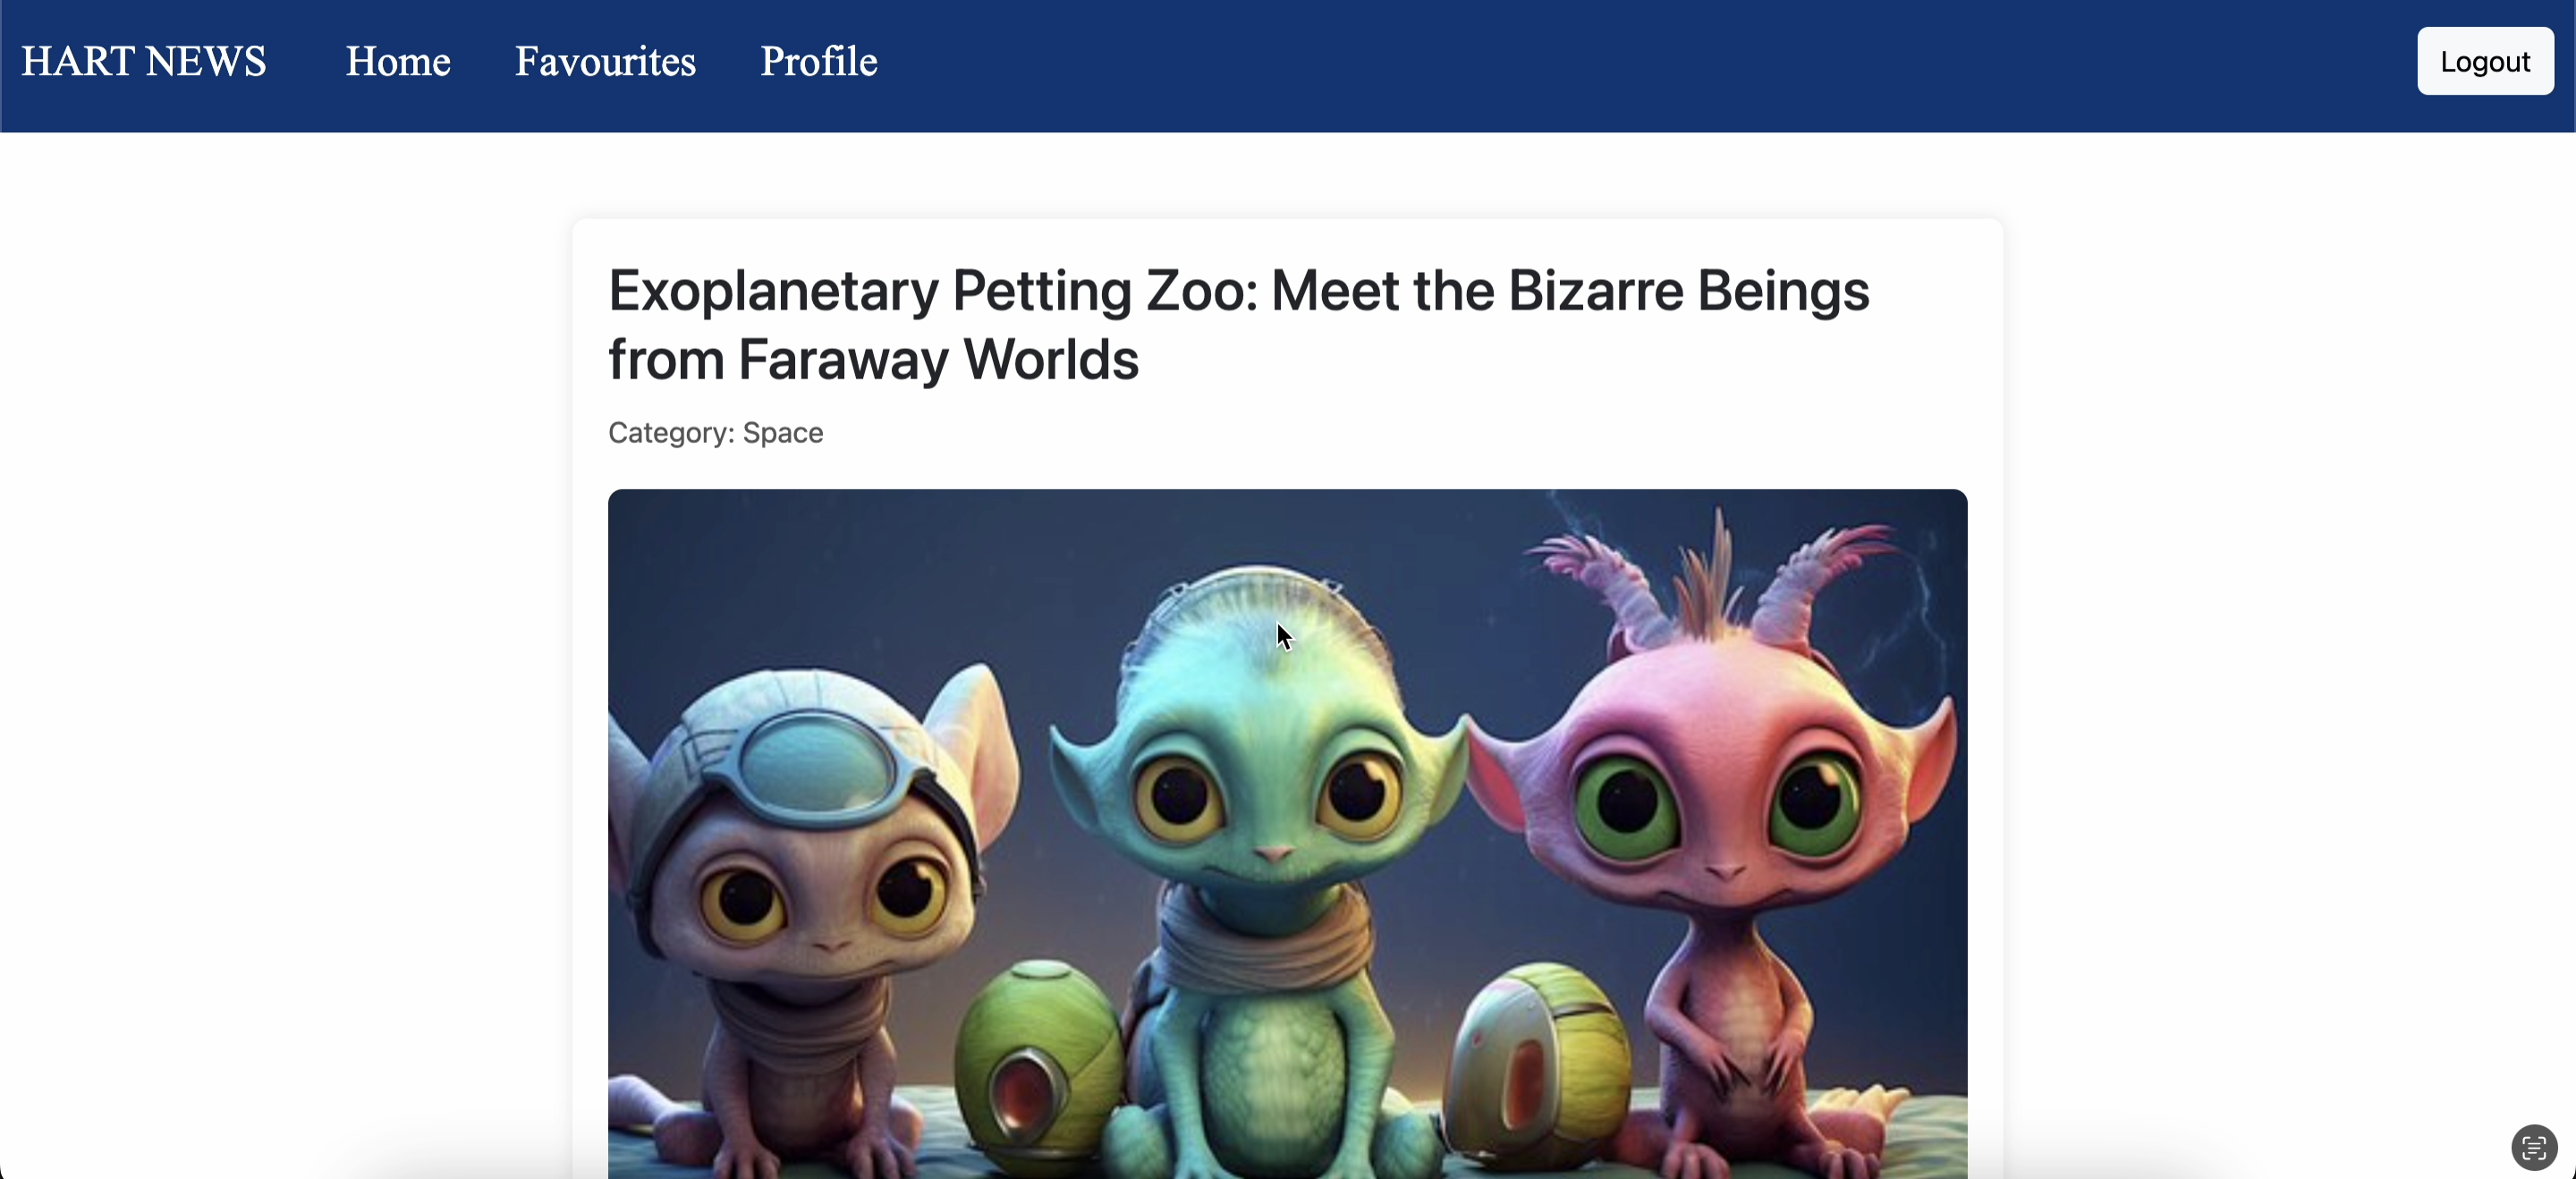 HART NEWS Home Favourites Profile Logout
Exoplanetary Petting Zoo: Meet the Bizarre Beings
from Faraway Worlds
Category: Space